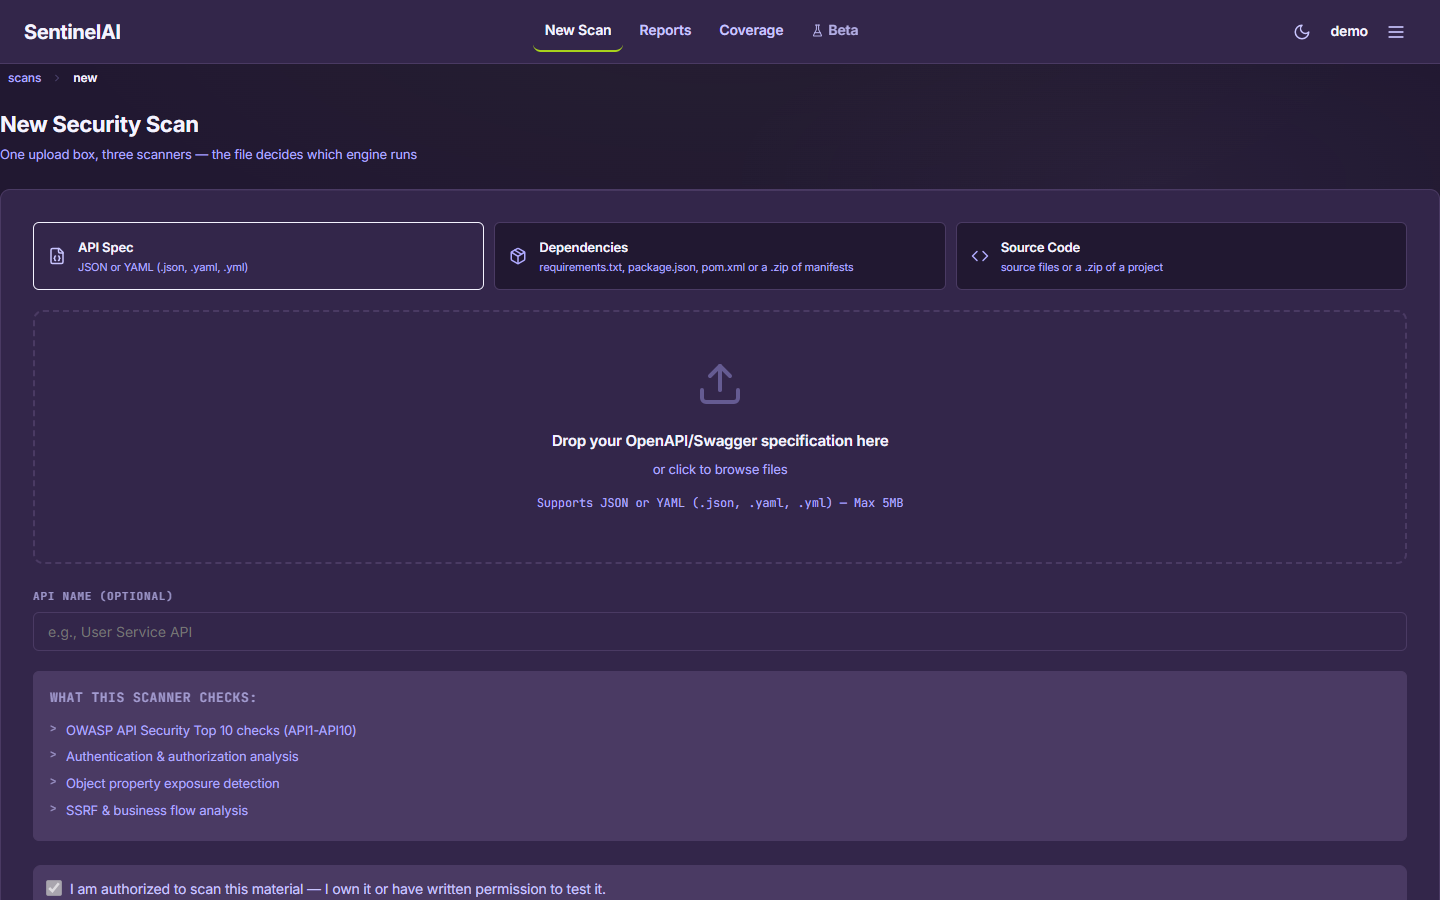 SentinelAI
New Scan
Reports
Coverage
Beta
demo
scans
new
New Security Scan
One upload box, three scanners — the file decides which engine runs
API Spec
JSON or YAML (.json, .yaml, .yml)
Dependencies
requirements.txt, package.json, pom.xml or a .zip of manifests
Source Code
source files or a .zip of a project
Drop your OpenAPI/Swagger specification here
or click to browse files
Supports JSON or YAML (.json, .yaml, .yml) — Max 5MB
API NAME (OPTIONAL)
e.g., User Service API
WHAT THIS SCANNER CHECKS:
> OWASP API Security Top 10 checks (API1-API10)
> Authentication & authorization analysis
> Object property exposure detection
> SSRF & business flow analysis
I am authorized to scan this material — I own it or have written permission to test it.